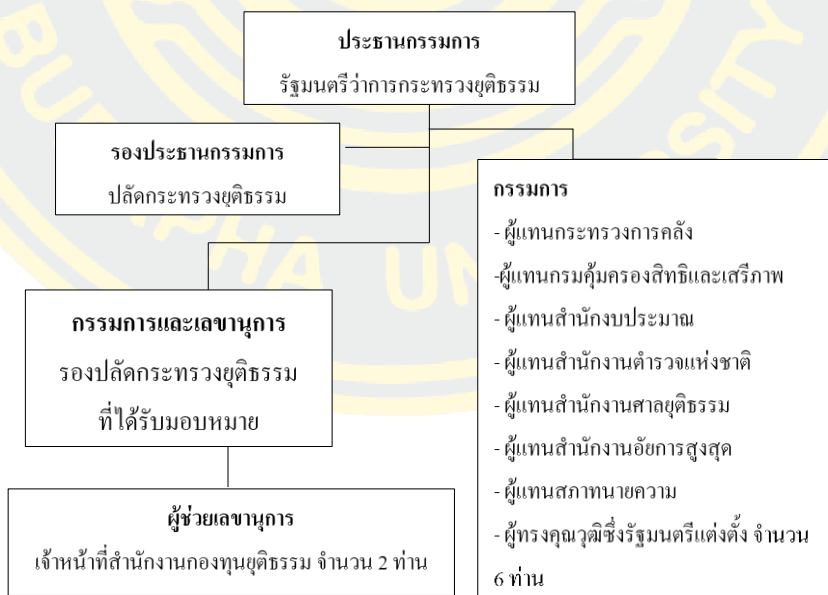 ประธานกรรมการ
รัฐมนตรีว่าการกระทรวงยุติธรรม
รองประธานกรรมการ
ปลัดกระทรวงยุติธรรม
กรรมการ
- ผู้แทนกระทรวงการคลัง
-ผู้แทนกรมคุ้มครองสิทธิและเสรีภาพ
- ผู้แทนสำนักงบประมาณ
- ผู้แทนสำนักงานตำรวจแห่งชาติ
- ผู้แทนสำนักงานศาลยุติธรรม
- ผู้แทนสำนักงานอัยการสูงสุด
- ผู้แทนสภาทนายความ
- ผู้ทรงคุณวุฒิซึ่งรัฐมนตรีแต่งตั้ง จำนวน
6 ท่าน
กรรมการและเลขานุการ
รองปลัดกระทรวงยุติธรรม
ที่ได้รับมอบหมาย
ผู้ช่วยเลขานุการ
เจ้าหน้าที่สำนักงานกองทุนยุติธรรม จำนวน 2 ท่าน